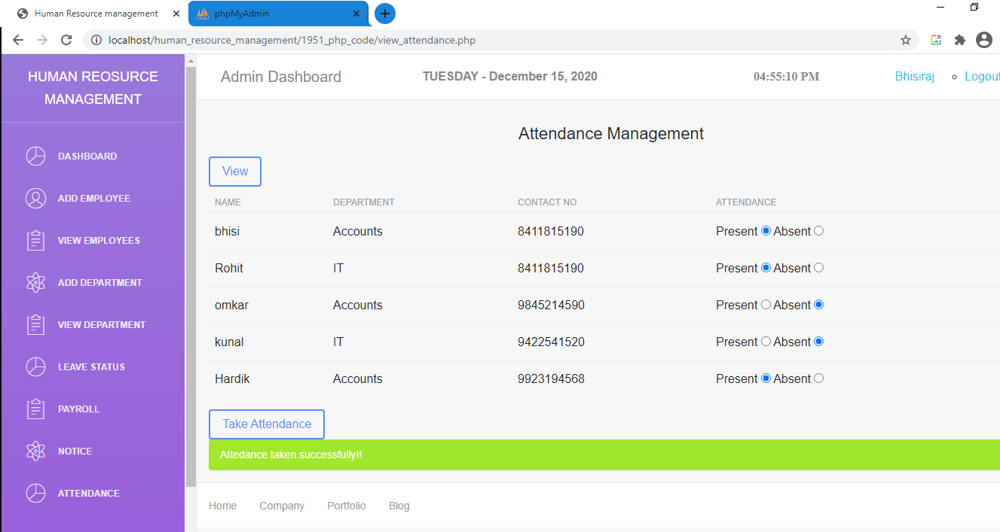 Human Resource management
phpMyAdmin
localhost/human_resource_management/1951_php_code/view_attendance.php
HUMAN REOSURCE
MANAGEMENT
DASHBOARD
ADD EMPLOYEE
VIEW EMPLOYEES
ADD DEPARTMENT
VIEW DEPARTMENT
LEAVE STATUS
PAYROLL
NOTICE
ATTENDANCE
Admin Dashboard TUESDAY - December 15, 2020 04:55:10 PM Bhisiraj Logout
Attendance Management
View
NAME DEPARTMENT CONTACT NO ATTENDANCE
bhisi Accounts 8411815190 Present Absent
Rohit IT 8411815190 Present Absent
omkar Accounts 9845214590 Present Absent
kunal IT 9422541520 Present Absent
Hardik Accounts 9923194568 Present Absent
Take Attendance
Attedance taken successfully!!
Home Company Portfolio Blog